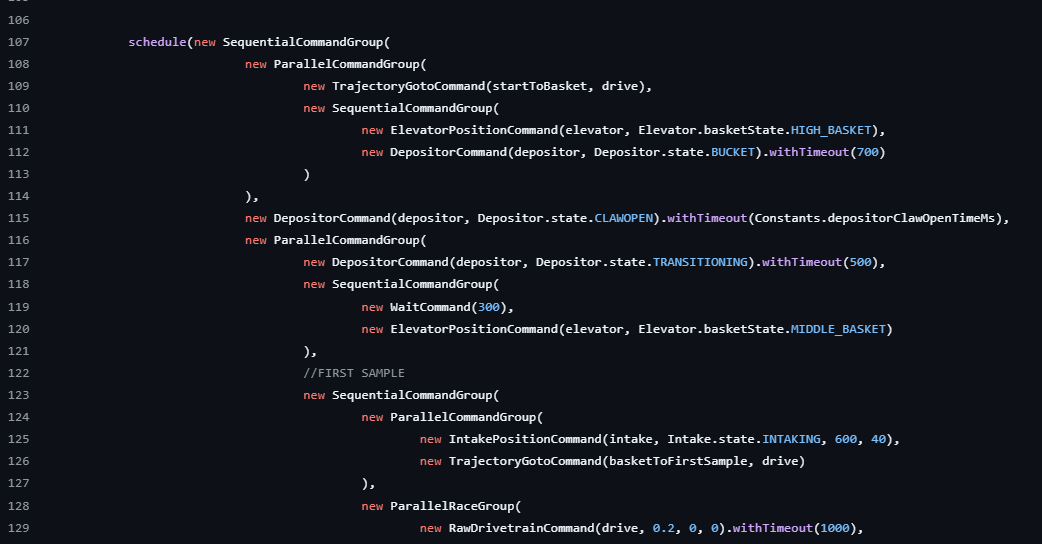 106
107 schedule(new SequentialCommandGroup(
108 new ParallelCommandGroup(
109 new TrajectoryGotoCommand(startToBasket, drive),
110 new SequentialCommandGroup(
111 new ElevatorPositionCommand(elevator, Elevator.basketState.HIGH_BASKET),
112 new DepositorCommand(depositor, Depositor.state.BUCKET).withTimeout(700)
113 )
114 ),
115 new DepositorCommand(depositor, Depositor.state.CLAWOPEN).withTimeout(Constants.depositorClawOpenTimeMs),
116 new ParallelCommandGroup(
117 new DepositorCommand(depositor, Depositor.state.TRANSITIONING).withTimeout(500),
118 new SequentialCommandGroup(
119 new WaitCommand(300),
120 new ElevatorPositionCommand(elevator, Elevator.basketState.MIDDLE_BASKET)
121 ),
122 //FIRST SAMPLE
123 new SequentialCommandGroup(
124 new ParallelCommandGroup(
125 new IntakePositionCommand(intake, Intake.state.INTAKING, 600, 40),
126 new TrajectoryGotoCommand(basketToFirstSample, drive)
127 ),
128 new ParallelRaceGroup(
129 new RawDrivetrainCommand(drive, 0.2, 0, 0).withTimeout(1000),